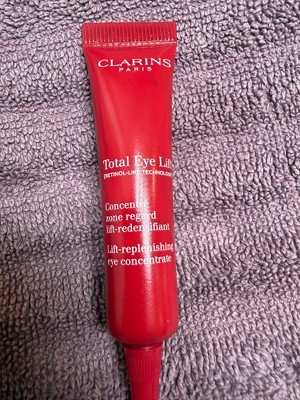 CLARINS
PARIS
Total Eye Lift
[RETINOL-LIKE TECHNOLOGY]
Concentré
zone regard
lift-redensifiant
Lift-replenishing
eye concentrate